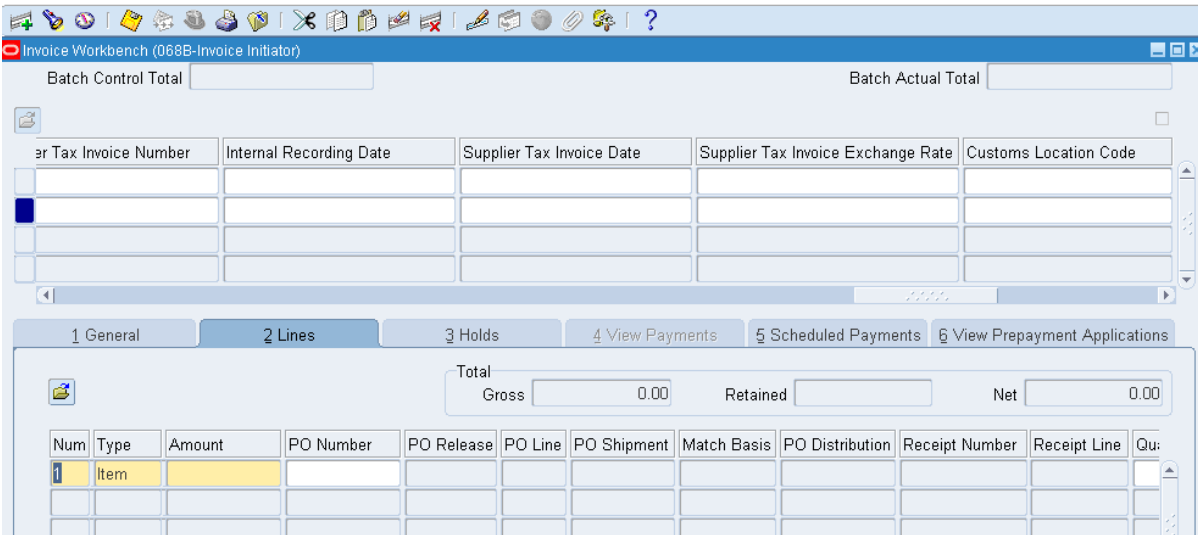 Invoice Workbench (068B-Invoice Initiator)
Batch Control Total Batch Actual Total
er Tax Invoice Number Internal Recording Date Supplier Tax Invoice Date Supplier Tax Invoice Exchange Rate Customs Location Code
1 General 2 Lines 3 Holds 4 View Payments 5 Scheduled Payments 6 View Prepayment Applications
Total
Gross 0.00 Retained Net 0.00
Num Type Amount PO Number PO Release PO Line PO Shipment Match Basis PO Distribution Receipt Number Receipt Line Qua
1 Item